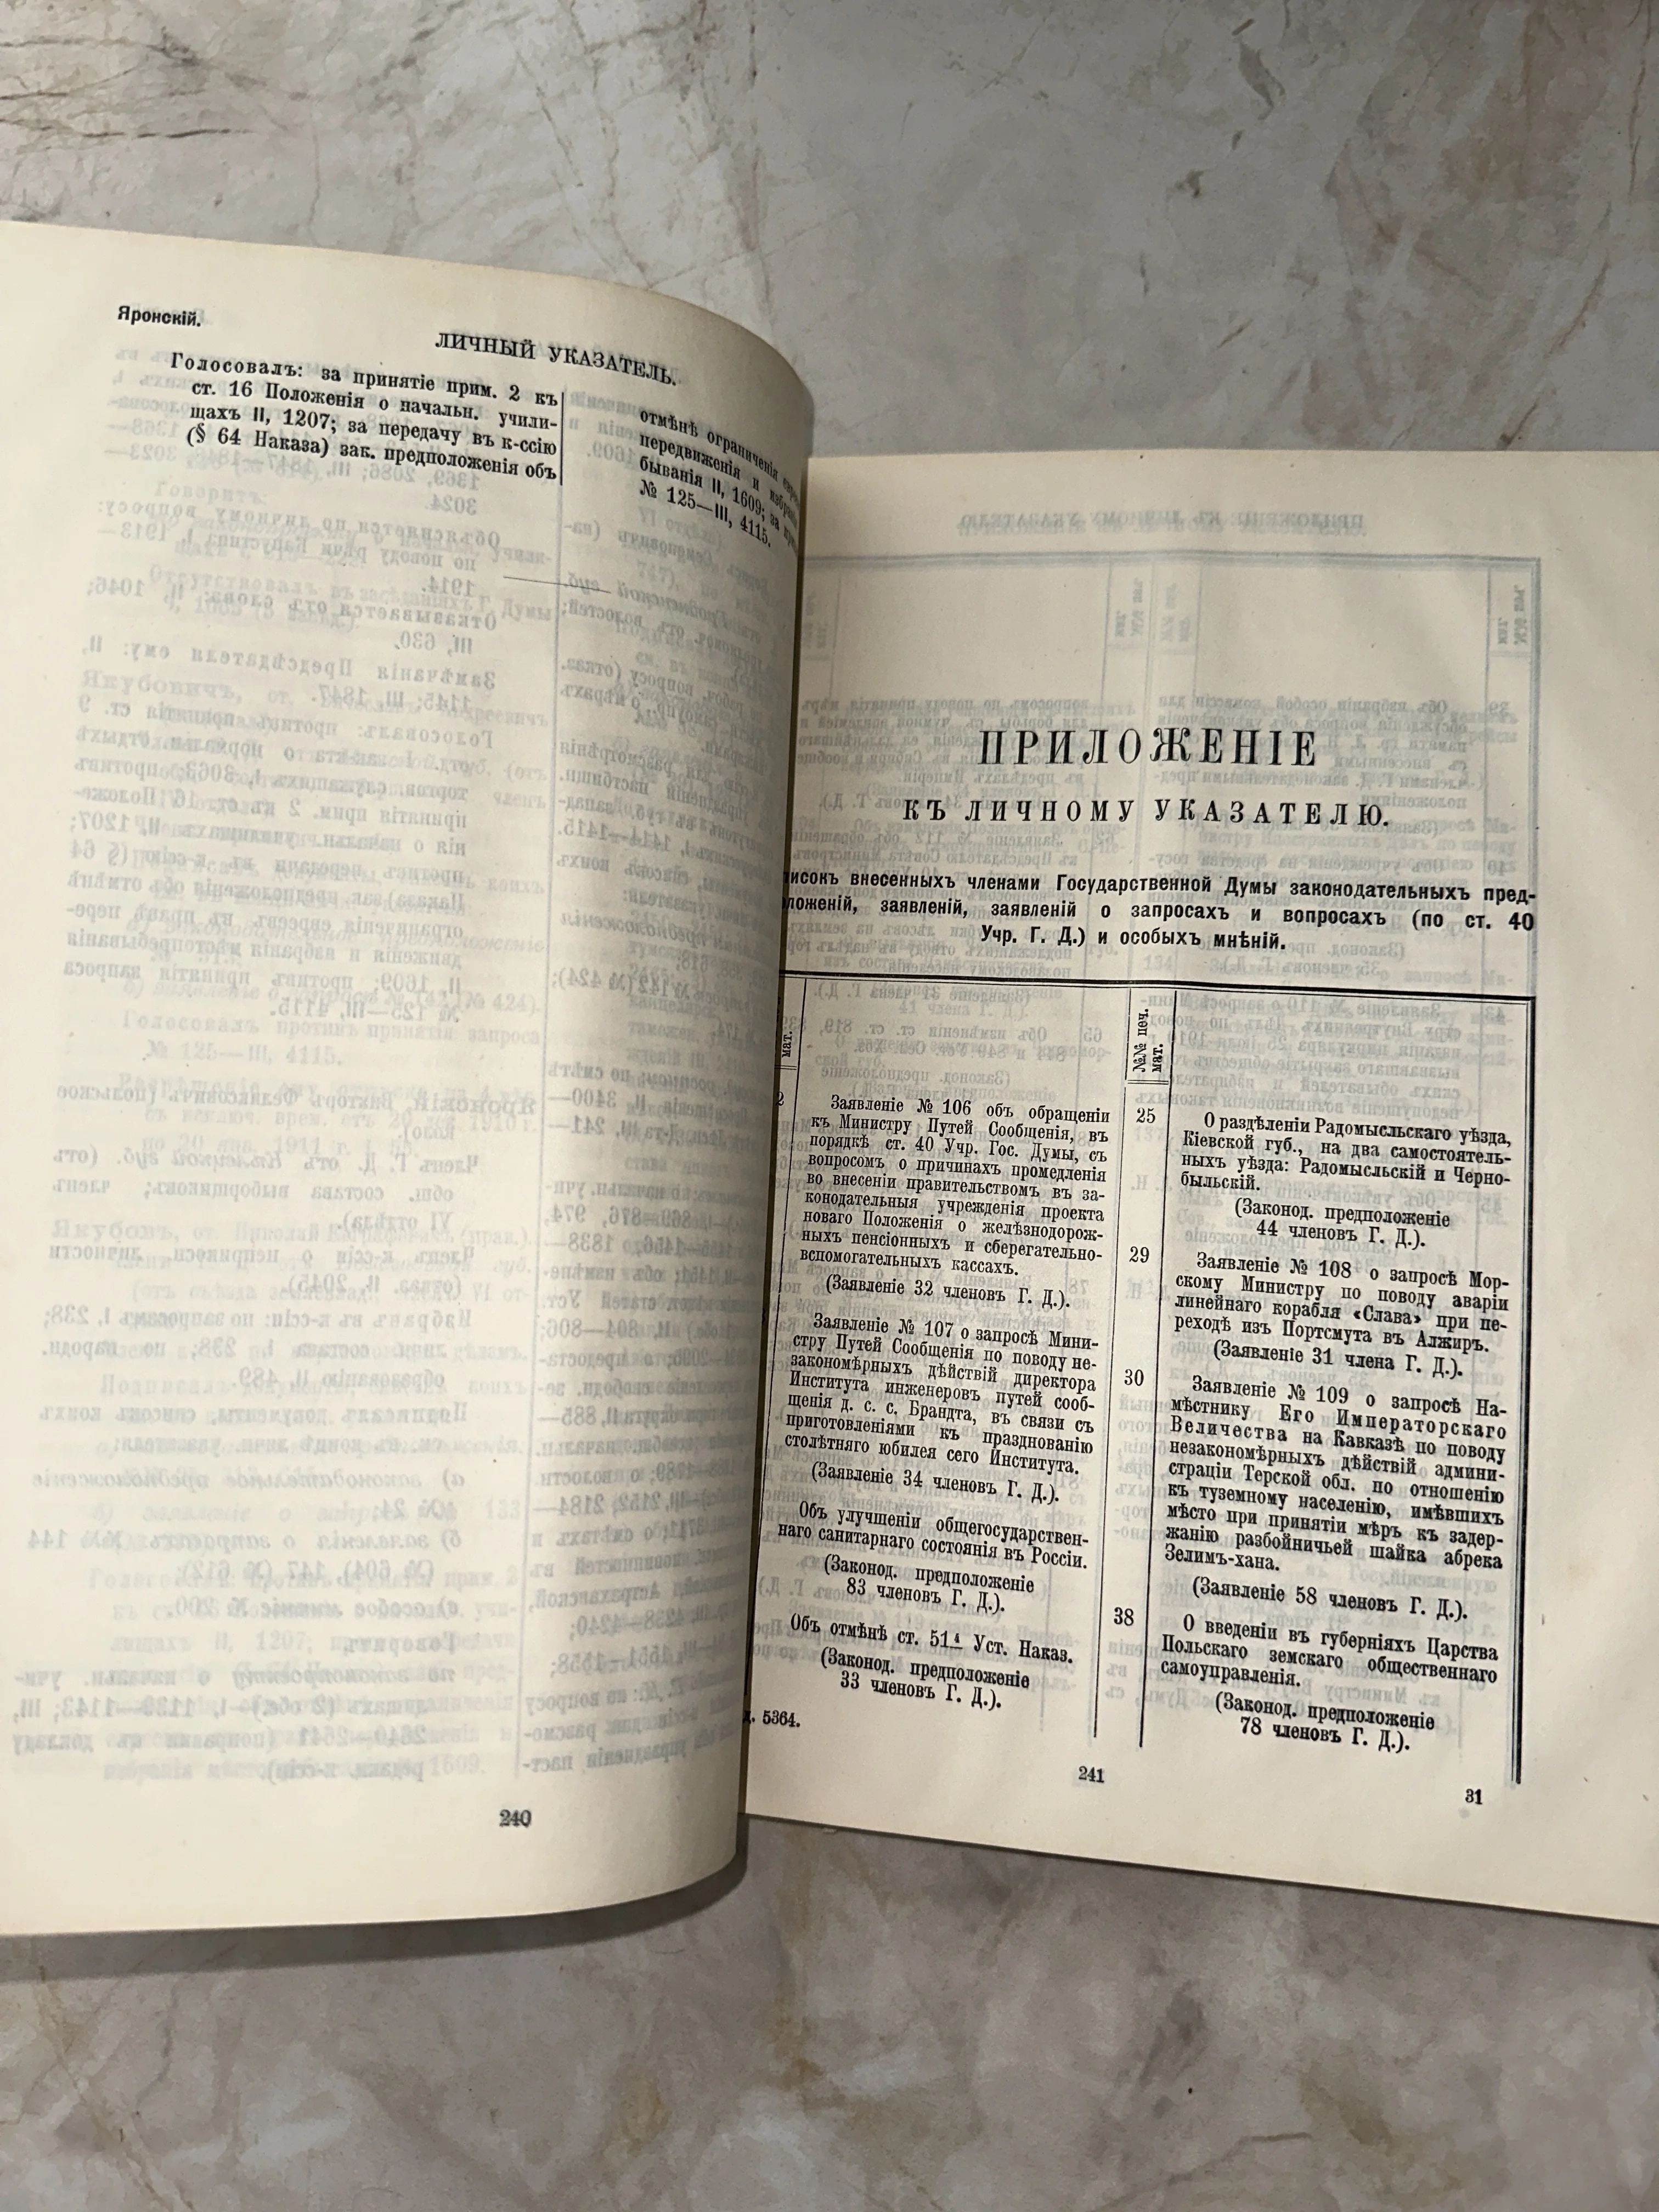 Яронскій.
ЛИЧНЫЙ УКАЗАТЕЛЬ.
Голосовалъ: за принятіе прим. 2 къ
ст. 16 Положенія о начальн. учили-
щахъ II, 1207; за передачу въ к-ссію
(§ 64 Наказа) зак. предположенія объ
отмѣнѣ ограниченія
передвиженія и
быванія II, 1609; за
№ 125—III, 4115.
240
ПРИЛОЖЕНІЕ
КЪ ЛИЧНОМУ УКАЗАТЕЛЮ.
внесенныхъ членами Государственной Думы законодательныхъ пред-
ложеній, заявленій, заявленій о запросахъ и вопросахъ (по ст. 40
Учр. Г. Д.) и особыхъ мнѣній.
мат.
2
Заявленіе № 106 объ обращеніи
къ Министру Путей Сообщенія, въ
порядкѣ ст. 40 Учр. Гос. Думы, съ
вопросомъ о причинахъ промедленія
во внесеніи правительствомъ въ за-
конодательныя учрежденія проекта
новаго Положенія о желѣзнодорож-
ныхъ пенсіонныхъ и сберегательно-
вспомогательныхъ кассахъ.
(Заявленіе 32 членовъ Г. Д.).
Заявленіе № 107 о запросѣ Мини-
стру Путей Сообщенія по поводу не-
закономѣрныхъ дѣйствій директора
Института инженеровъ путей сооб-
щенія д. с. с. Брандта, въ связи съ
приготовленіями къ празднованію
столѣтняго юбилея сего Института.
(Заявленіе 34 членовъ Г. Д.).
Объ улучшеніи общегосударствен-
наго санитарнаго состоянія въ Россіи.
(Законод. предположеніе
83 членовъ Г. Д.).
Объ отмѣнѣ ст. 51⁴ Уст. Наказ.
(Законод. предположеніе
33 членовъ Г. Д.).
5364.
№№ печ.
мат.
25
О раздѣленіи Радомысльскаго уѣзда,
Кіевской губ., на два самостоятель-
ныхъ уѣзда: Радомысльскій и Черно-
быльскій.
(Законод. предположеніе
44 членовъ Г. Д.).
29
Заявленіе № 108 о запросѣ Мор-
скому Министру по поводу аваріи
линейнаго корабля «Слава» при пе-
реходѣ изъ Портсмута въ Алжиръ.
(Заявленіе 31 члена Г. Д.).
30
Заявленіе № 109 о запросѣ На-
мѣстнику Его Императорскаго
Величества на Кавказѣ по поводу
незакономѣрныхъ дѣйствій админи-
страціи Терской обл. по отношенію
къ туземному населенію, имѣвшихъ
мѣсто при принятіи мѣръ къ задер-
жанію разбойничьей шайка абрека
Зелимъ-хана.
(Заявленіе 58 членовъ Г. Д.).
38
О введеніи въ губерніяхъ Царства
Польскаго земскаго общественнаго
самоуправленія.
(Законод. предположеніе
78 членовъ Г. Д.).
241
31